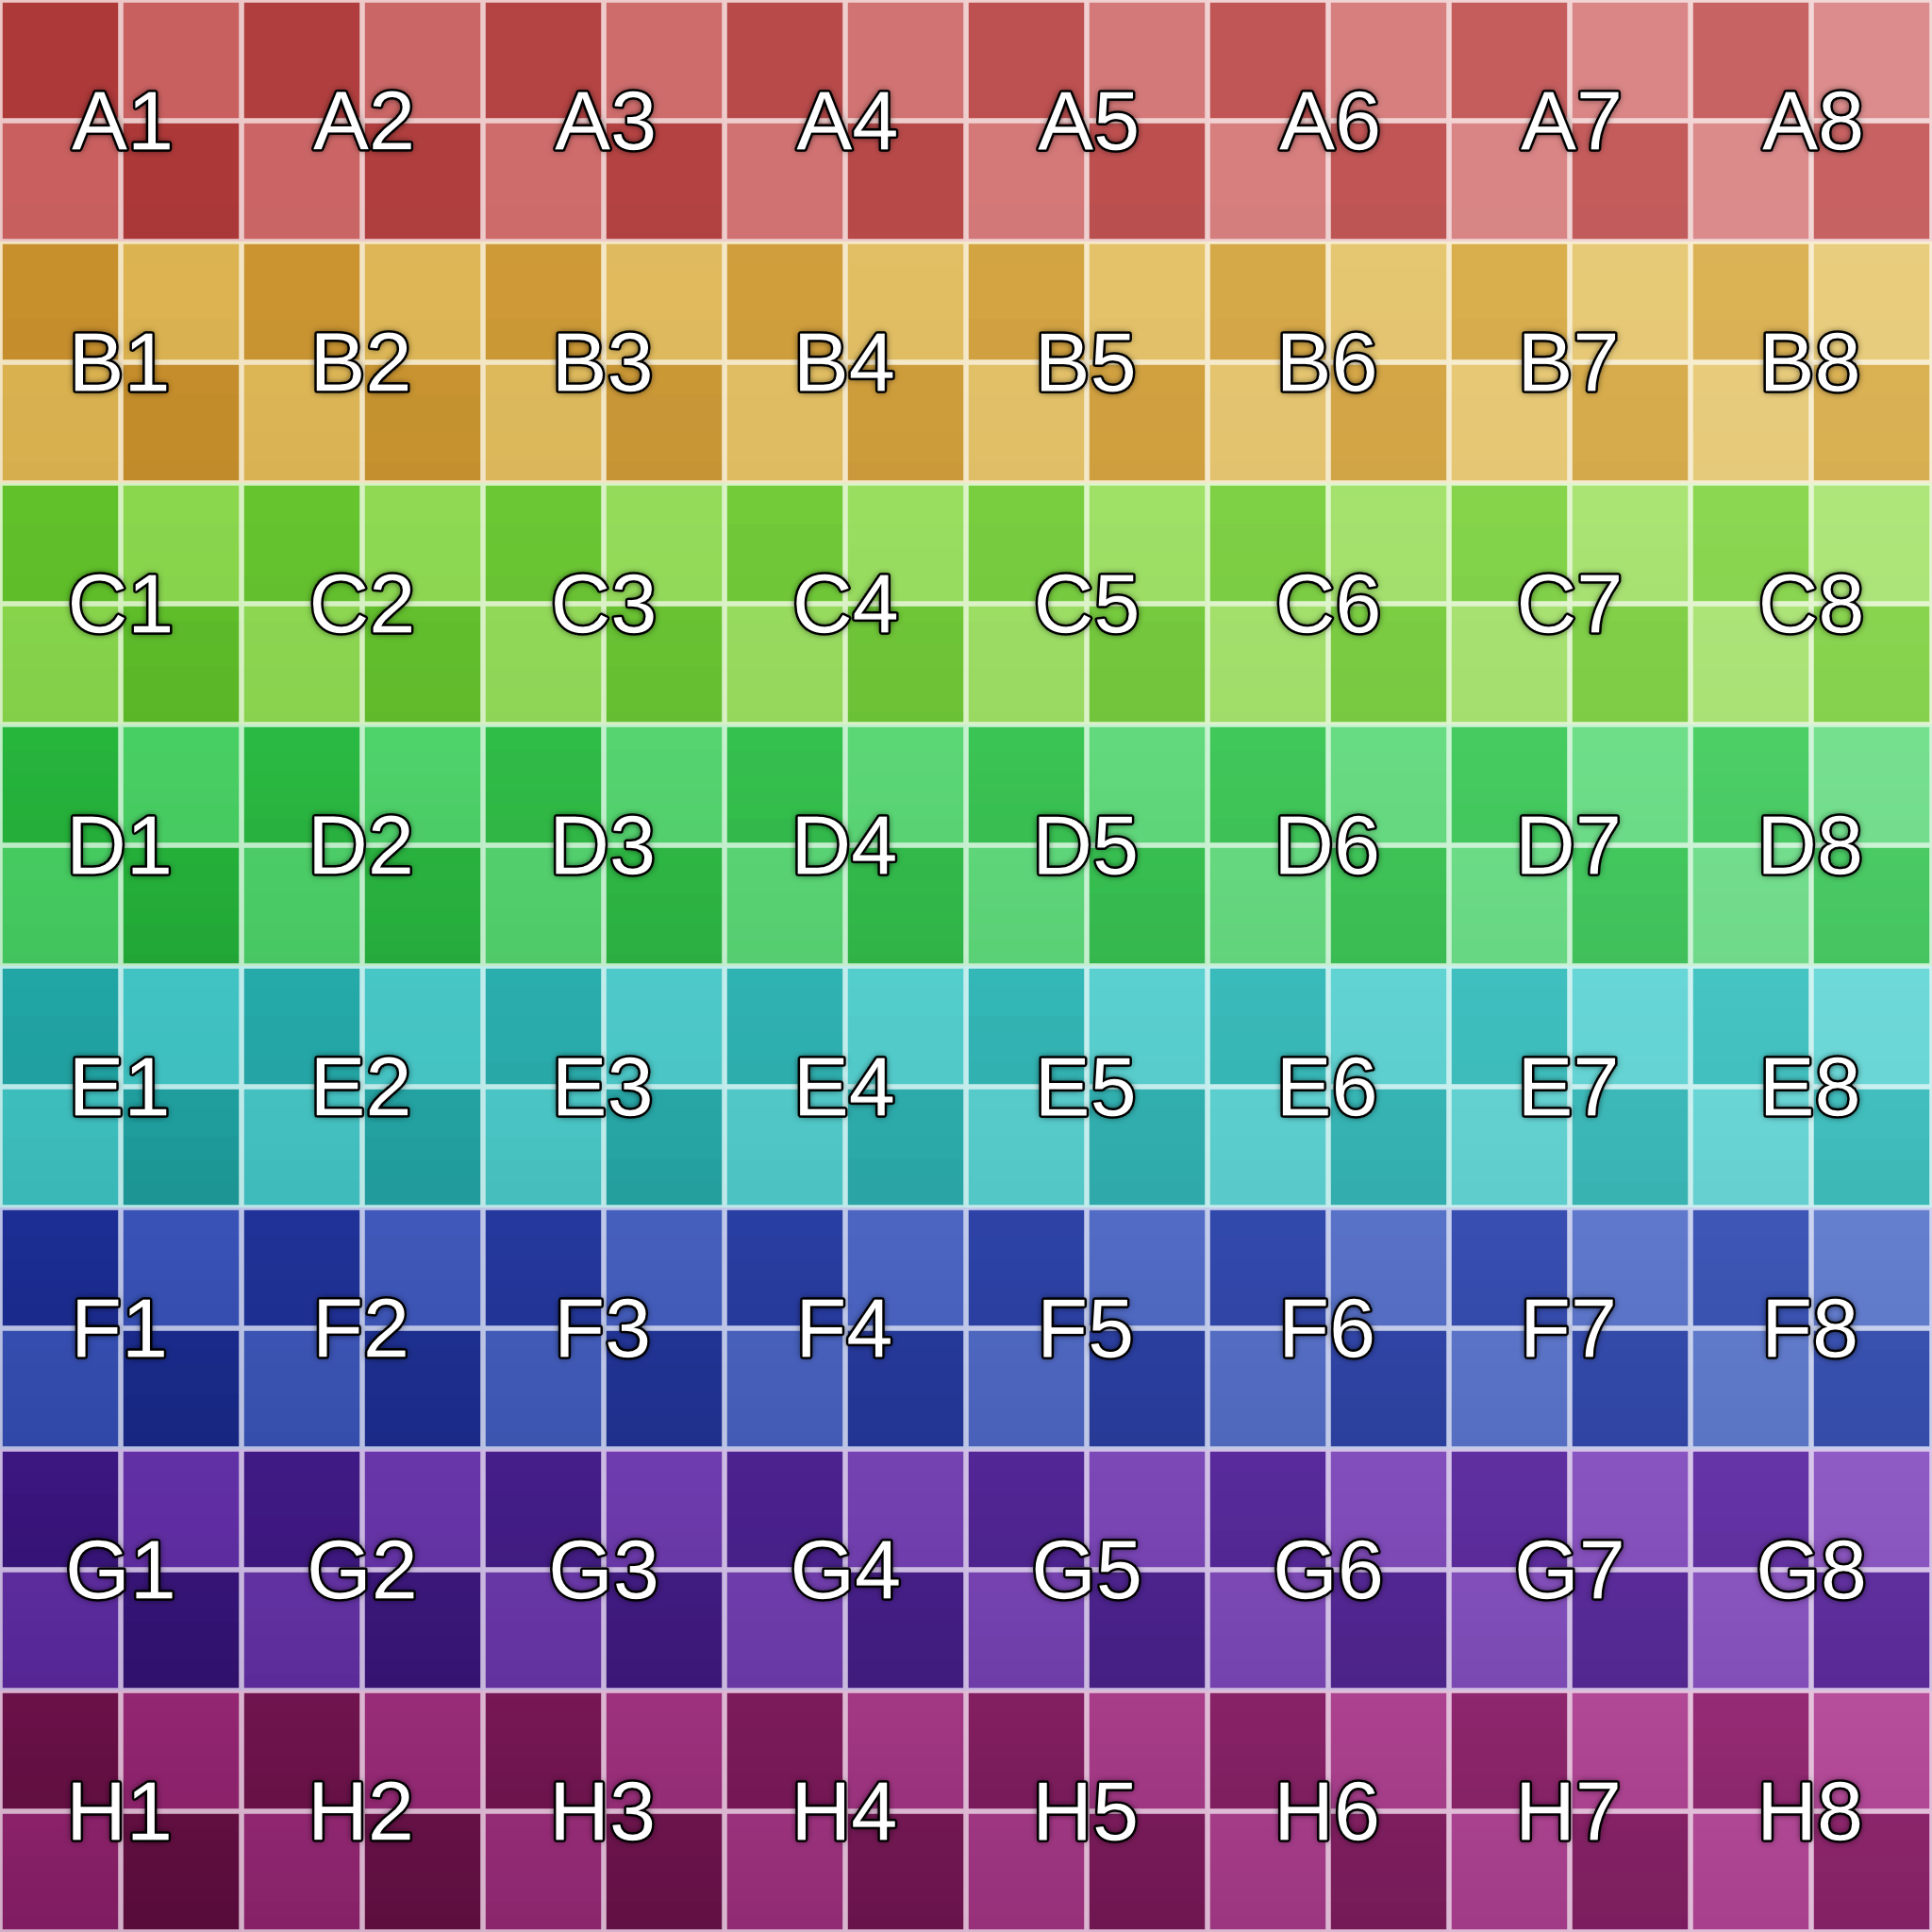 A1 A2 A3 A4 A5 A6 A7 A8
B1 B2 B3 B4 B5 B6 B7 B8
C1 C2 C3 C4 C5 C6 C7 C8
D1 D2 D3 D4 D5 D6 D7 D8
E1 E2 E3 E4 E5 E6 E7 E8
F1 F2 F3 F4 F5 F6 F7 F8
G1 G2 G3 G4 G5 G6 G7 G8
H1 H2 H3 H4 H5 H6 H7 H8